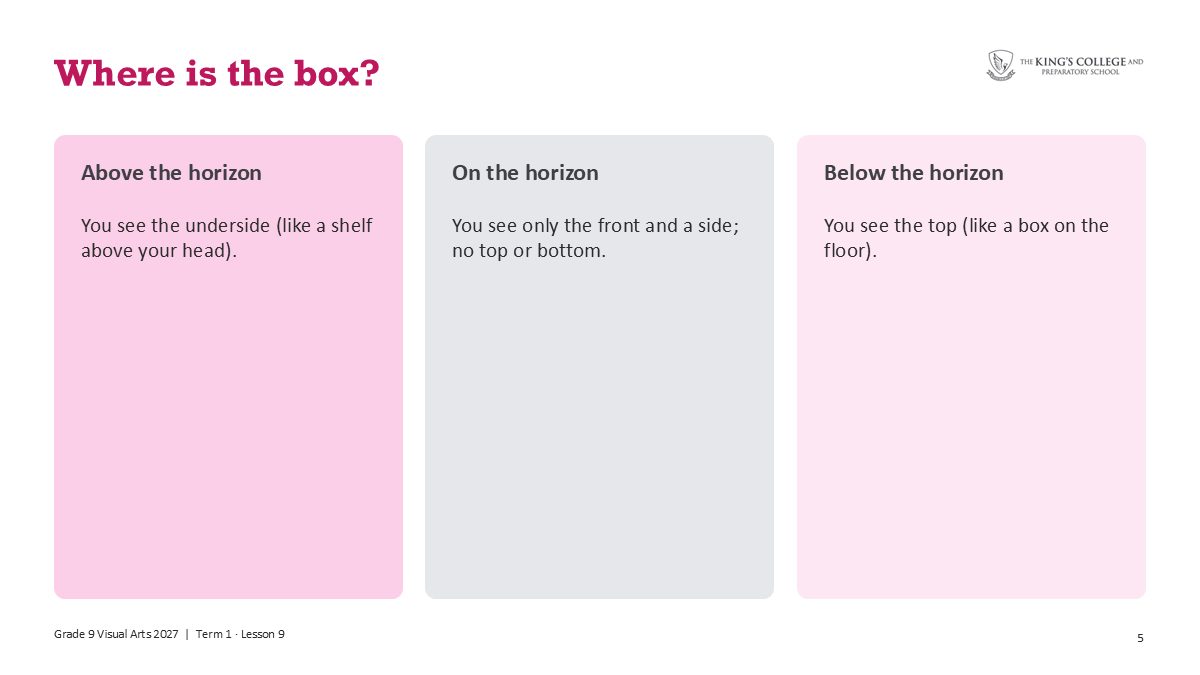 Where is the box?
THE KING'S COLLEGE AND
PREPARATORY SCHOOL
Above the horizon
You see the underside (like a shelf
above your head).
On the horizon
You see only the front and a side;
no top or bottom.
Below the horizon
You see the top (like a box on the
floor).
Grade 9 Visual Arts 2027 | Term 1 · Lesson 9
5